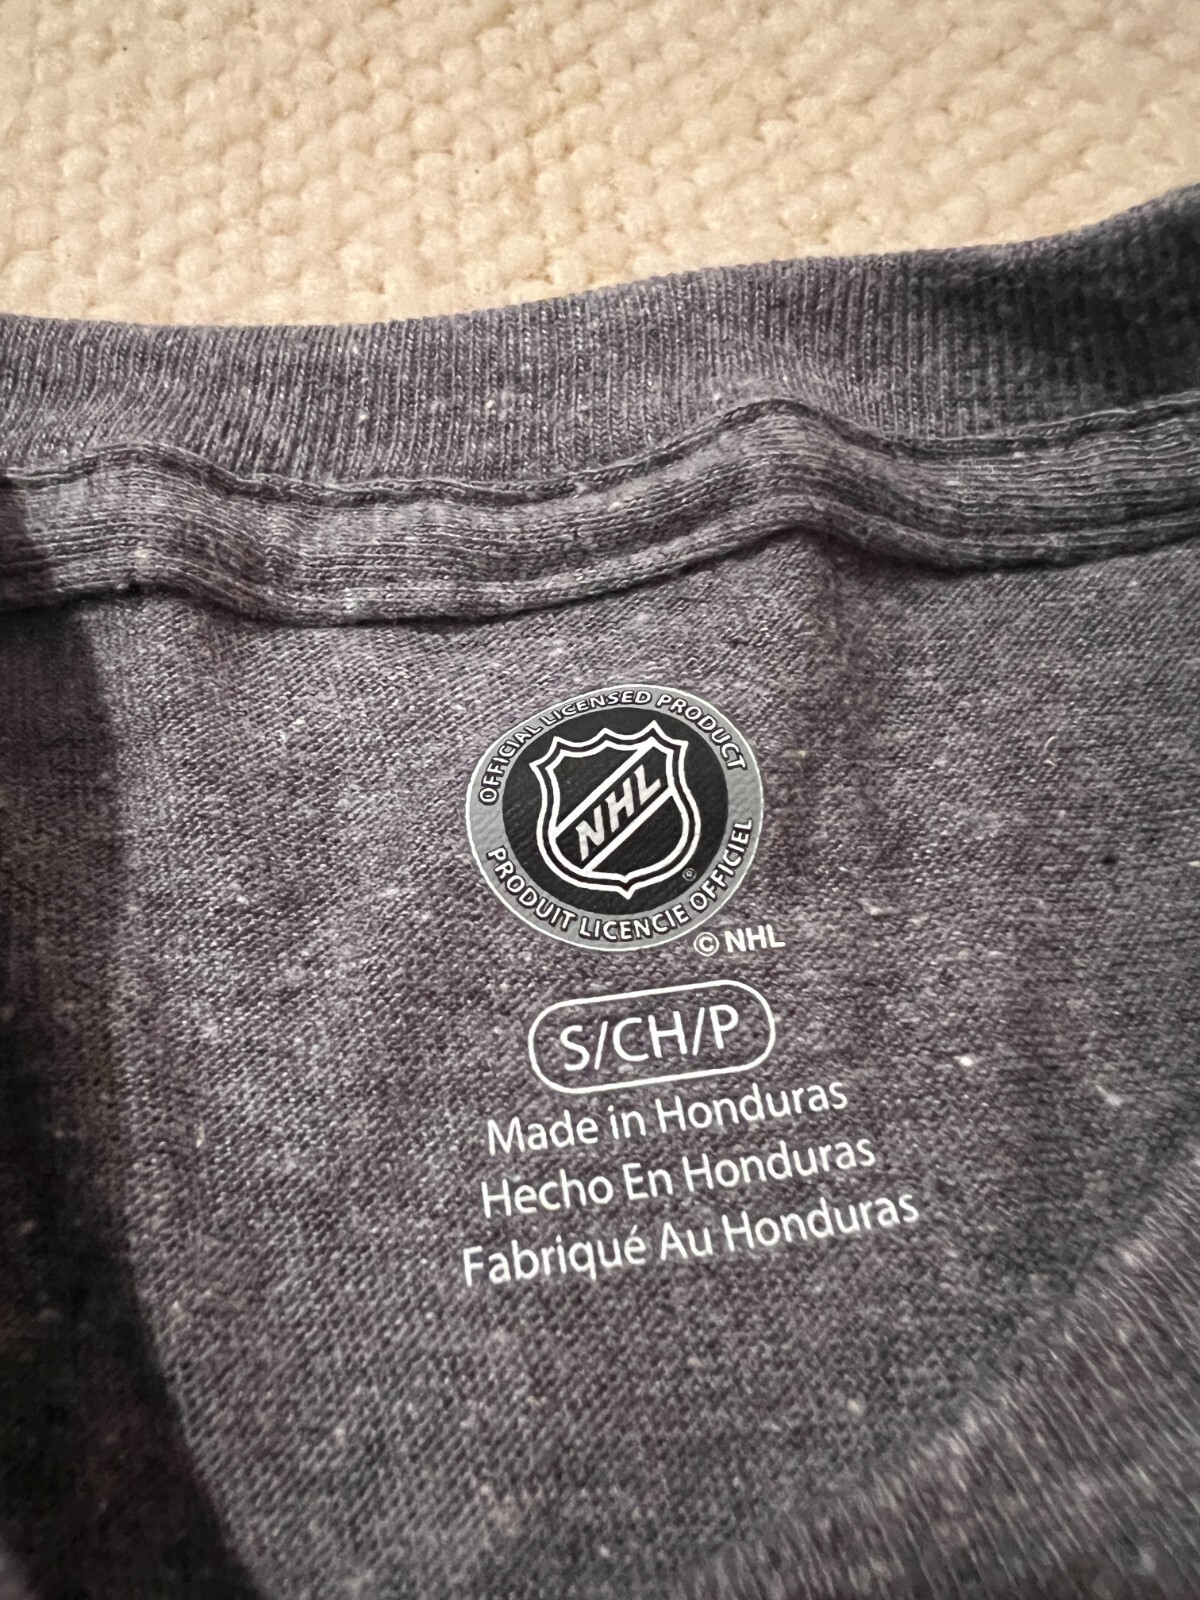 OFFICIAL LICENSED PRODUCT
NHL
®
PRODUIT LICENCIE OFFICIEL
© NHL
S/CH/P
Made in Honduras
Hecho En Honduras
Fabriqué Au Honduras